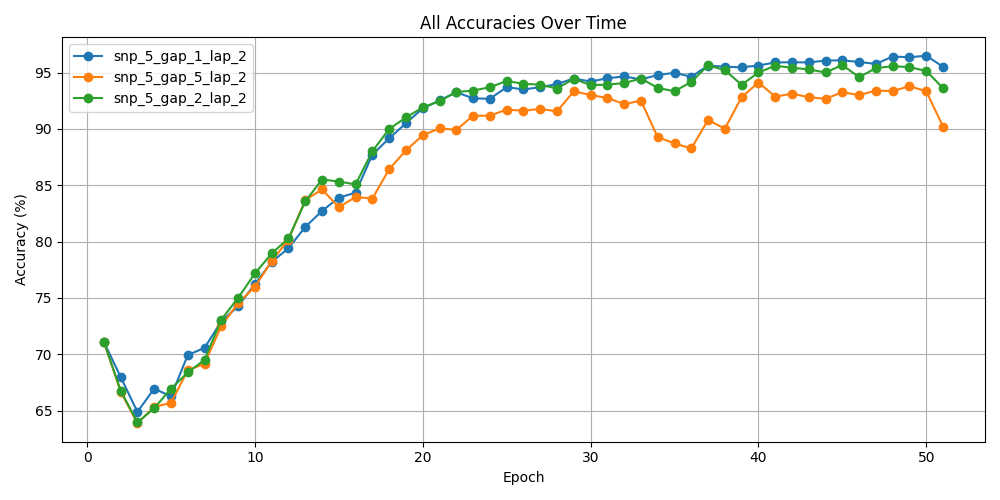 All Accuracies Over Time
snp_5_gap_1_lap_2
snp_5_gap_5_lap_2
snp_5_gap_2_lap_2
Accuracy (%)
95
90
85
80
75
70
65
0 10 20 30 40 50
Epoch